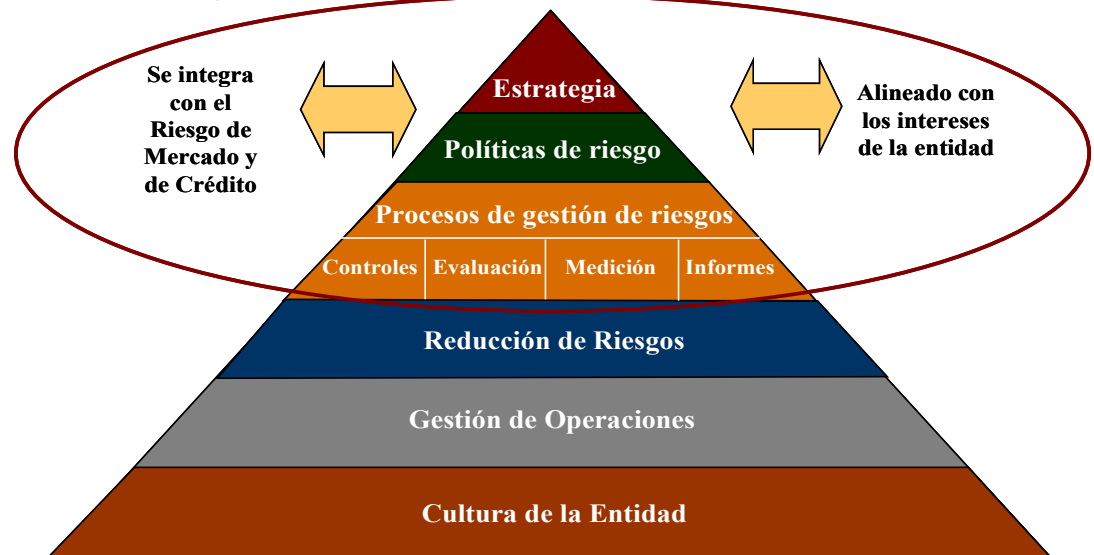 Se integra
con el
Riesgo de
Mercado y
de Crédito
Estrategia
Alineado con
los intereses
de la entidad
Políticas de riesgo
Procesos de gestión de riesgos
Controles Evaluación Medición Informes
Reducción de Riesgos
Gestión de Operaciones
Cultura de la Entidad